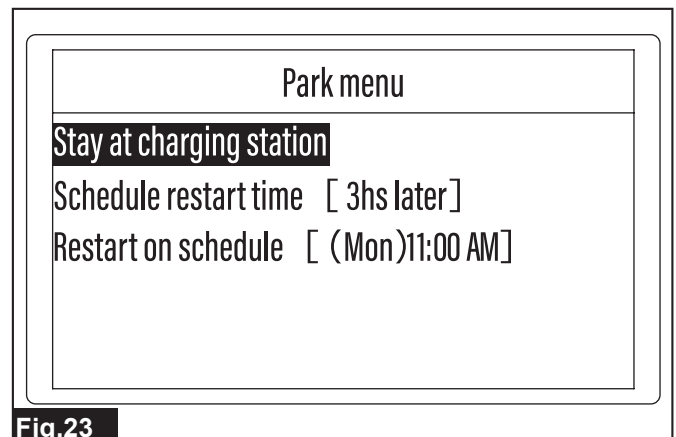 Park menu
Stay at charging station
Schedule restart time [ 3hs later]
Restart on schedule [ (Mon)11:00 AM]
Fig.23